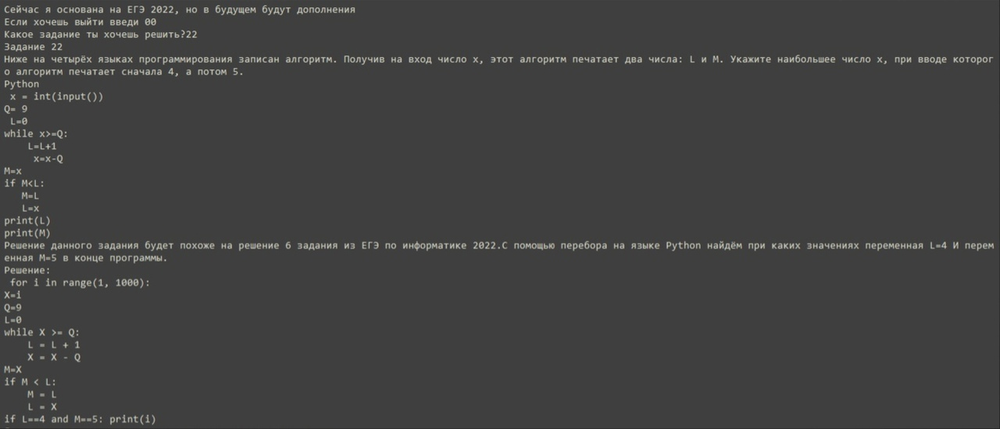 Сейчас я основана на ЕГЭ 2022, но в будущем будут дополнения
Если хочешь выйти введи 00
Какое задание ты хочешь решить?22
Задание 22
Ниже на четырёх языках программирования записан алгоритм. Получив на вход число x, этот алгоритм печатает два числа: L и M. Укажите наибольшее число x, при вводе которог
о алгоритм печатает сначала 4, а потом 5.
Python
 x = int(input())
Q= 9
 L=0
while x>=Q:
    L=L+1
     x=x-Q
M=x
if M<L:
   M=L
   L=x
print(L)
print(M)
Решение данного задания будет похоже на решение 6 задания из ЕГЭ по информатике 2022.С помощью перебора на языке Python найдём при каких значениях переменная L=4 И перем
енная M=5 в конце программы.
Решение:
 for i in range(1, 1000):
X=i
Q=9
L=0
while X >= Q:
    L = L + 1
    X = X - Q
M=X
if M < L:
    M = L
    L = X
if L==4 and M==5: print(i)